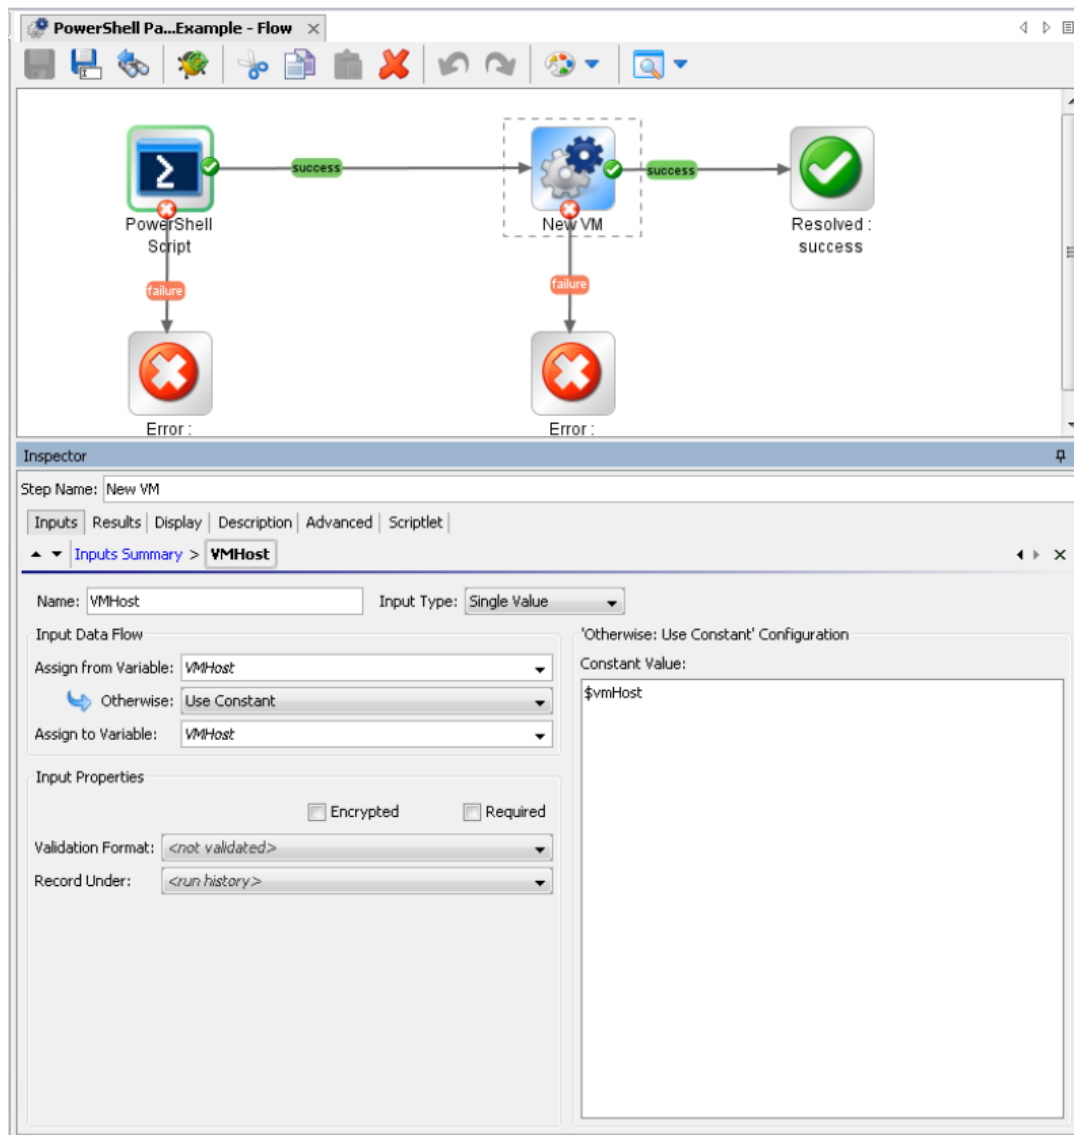 PowerShell Pa...Example - Flow
success
success
PowerShell
Script
New VM
Resolved :
success
failure
failure
Error :
Error :
Inspector
Step Name: New VM
Inputs Results Display Description Advanced Scriptlet
Inputs Summary > VMHost
Name: VMHost Input Type: Single Value
Input Data Flow
Assign from Variable: VMHost
Otherwise: Use Constant
Assign to Variable: VMHost
Input Properties
Encrypted Required
Validation Format: <not validated>
Record Under: <run history>
'Otherwise: Use Constant' Configuration
Constant Value:
$vmHost